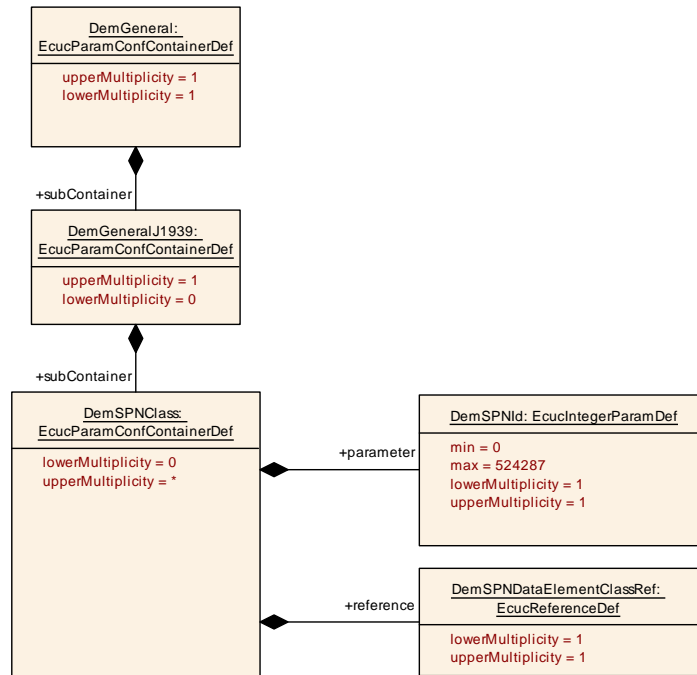 DemGeneral:
EcucParamConfContainerDef
upperMultiplicity = 1
lowerMultiplicity = 1
+subContainer
DemGeneralJ1939:
EcucParamConfContainerDef
upperMultiplicity = 1
lowerMultiplicity = 0
+subContainer
DemSPNClass:
EcucParamConfContainerDef
lowerMultiplicity = 0
upperMultiplicity = *
+parameter
DemSPNId: EcucIntegerParamDef
min = 0
max = 524287
lowerMultiplicity = 1
upperMultiplicity = 1
+reference
DemSPNDataElementClassRef:
EcucReferenceDef
lowerMultiplicity = 1
upperMultiplicity = 1